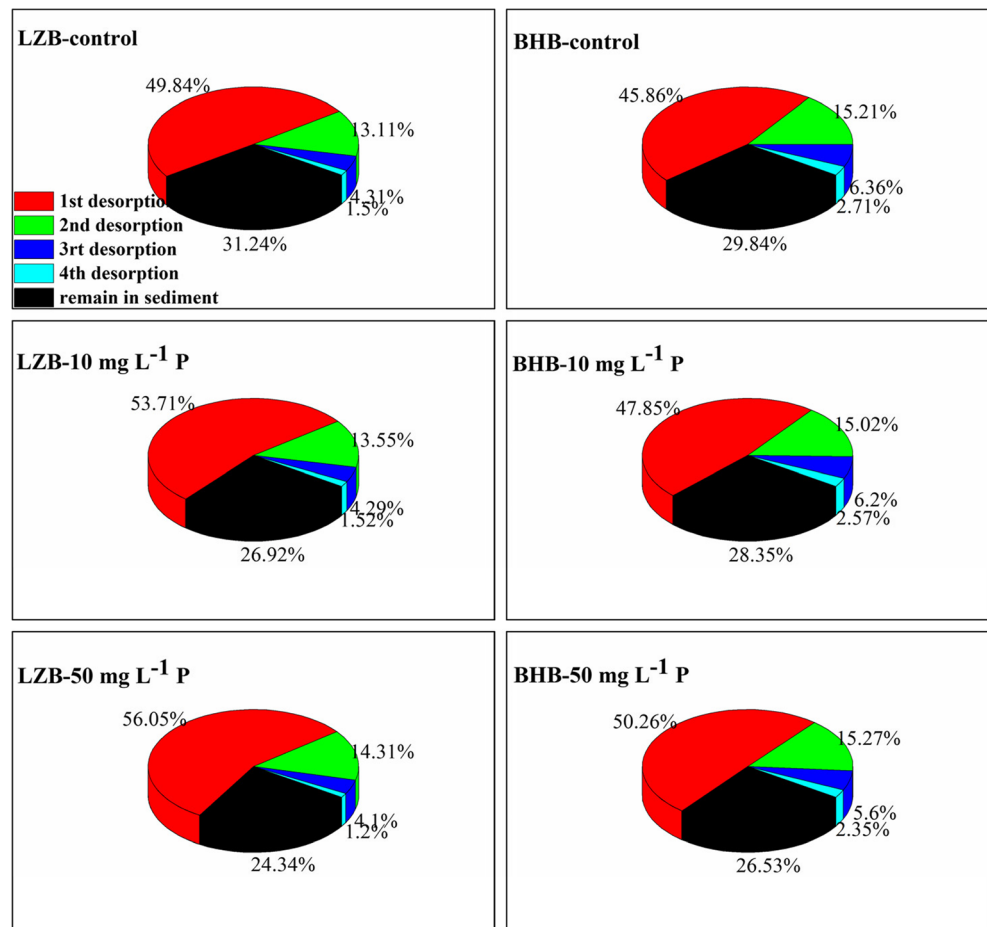 LZB-control
49.84%
13.11%
4.31%
1.5%
31.24%
1st desorption
2nd desorption
3rt desorption
4th desorption
remain in sediment
BHB-control
45.86%
15.21%
6.36%
2.71%
29.84%
LZB-10 mg L⁻¹ P
53.71%
13.55%
4.29%
1.52%
26.92%
BHB-10 mg L⁻¹ P
47.85%
15.02%
6.2%
2.57%
28.35%
LZB-50 mg L⁻¹ P
56.05%
14.31%
4.1%
1.2%
24.34%
BHB-50 mg L⁻¹ P
50.26%
15.27%
5.6%
2.35%
26.53%